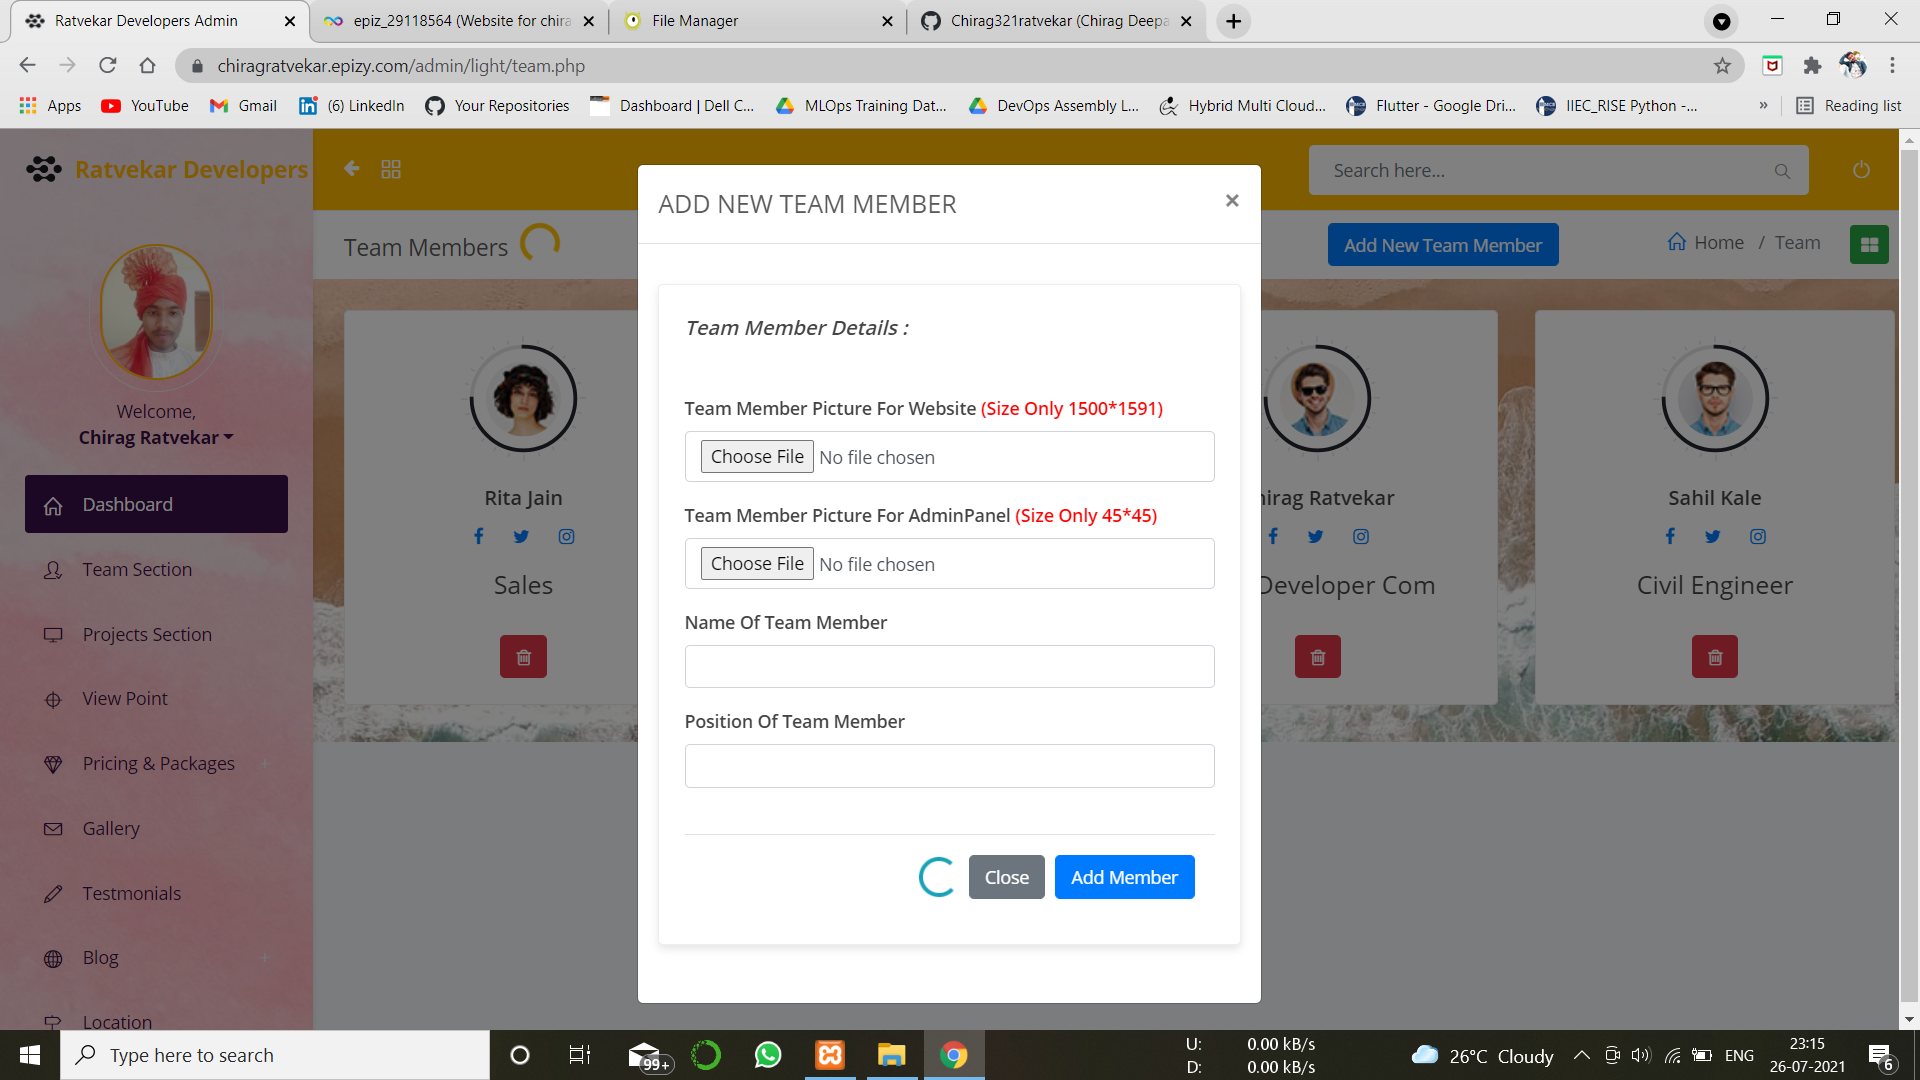 Ratvekar Developers Admin
epiz_29118564 (Website for chira
File Manager
Chirag321ratvekar (Chirag Deepa
chiragratvekar.epizy.com/admin/light/team.php
Apps
YouTube
Gmail
(6) LinkedIn
Your Repositories
Dashboard | Dell C...
MLOps Training Dat...
DevOps Assembly L...
Hybrid Multi Cloud...
Flutter - Google Dri...
IIEC_RISE Python -...
»
Reading list
Ratvekar Developers
Search here...
Team Members
Add New Team Member
Home / Team
Welcome,
Chirag Ratvekar
Dashboard
Team Section
Projects Section
View Point
Pricing & Packages +
Gallery
Testmonials
Blog +
Location
Rita Jain
Sales
hirag Ratvekar
Developer Com
Sahil Kale
Civil Engineer
ADD NEW TEAM MEMBER
×
Team Member Details :
Team Member Picture For Website (Size Only 1500*1591)
Choose File No file chosen
Team Member Picture For AdminPanel (Size Only 45*45)
Choose File No file chosen
Name Of Team Member
Position Of Team Member
Close
Add Member
Type here to search
99+
U: 0.00 kB/s
D: 0.00 kB/s
26°C Cloudy
ENG
23:15
26-07-2021
6